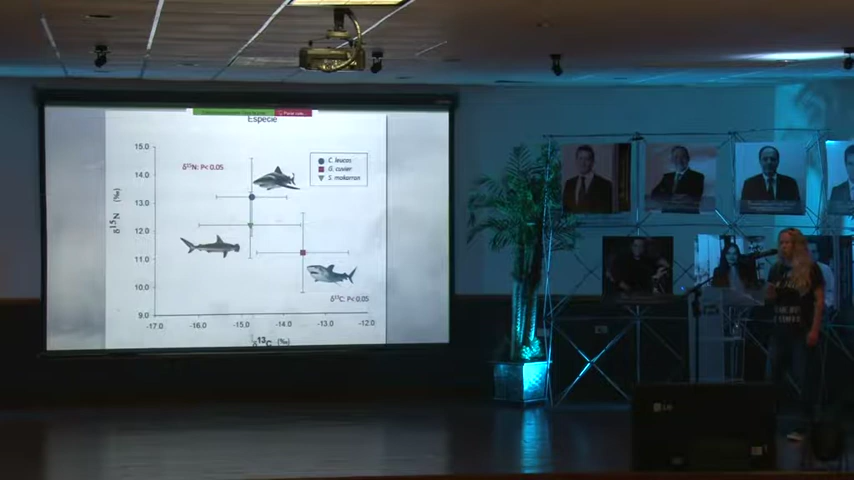 Especie
15.0
δ¹⁵N: P< 0.05
C. leucas
G. cuvier
S. mokarran
14.0
13.0
12.0
11.0
10.0
9.0
δ¹⁵N (‰)
δ¹³C: P< 0.05
-17.0 -16.0 -15.0 -14.0 -13.0 -12.0
δ¹³C (‰)